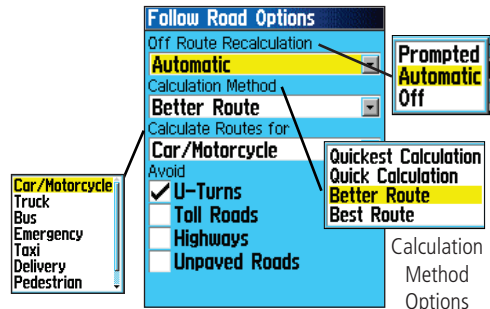 Follow Road Options
Off Route Recalculation
Automatic
Calculation Method
Better Route
Calculate Routes for
Car/Motorcycle
Avoid
U-Turns
Toll Roads
Highways
Unpaved Roads
Prompted
Automatic
Off
Quickest Calculation
Quick Calculation
Better Route
Best Route
Calculation
Method
Options
Car/Motorcycle
Truck
Bus
Emergency
Taxi
Delivery
Pedestrian